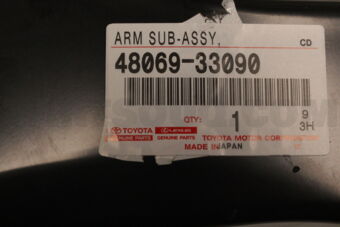 ARM SUB-ASSY,
CD
48069-33090
QTY:
1
9
3H
TOYOTA LEXUS
GENUINE PARTS GENUINE PARTS TOYOTA MOTOR CORPORATION
MADE IN JAPAN